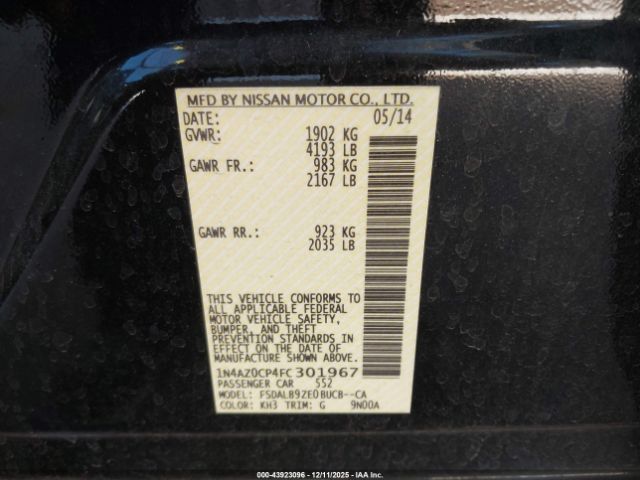 MFD BY NISSAN MOTOR CO., LTD.
DATE: 05/14
GVWR: 1902 KG
4193 LB
GAWR FR.: 983 KG
2167 LB
GAWR RR.: 923 KG
2035 LB
THIS VEHICLE CONFORMS TO
ALL APPLICABLE FEDERAL
MOTOR VEHICLE SAFETY,
BUMPER, AND THEFT
PREVENTION STANDARDS IN
EFFECT ON THE DATE OF
MANUFACTURE SHOWN ABOVE.
1N4AZ0CP4FC301967
PASSENGER CAR 552
MODEL: FSDALB9ZE0BUCB--CA
COLOR: KH3 TRIM: G 9N00A
000-43923096 - 12/11/2025 - IAA Inc.